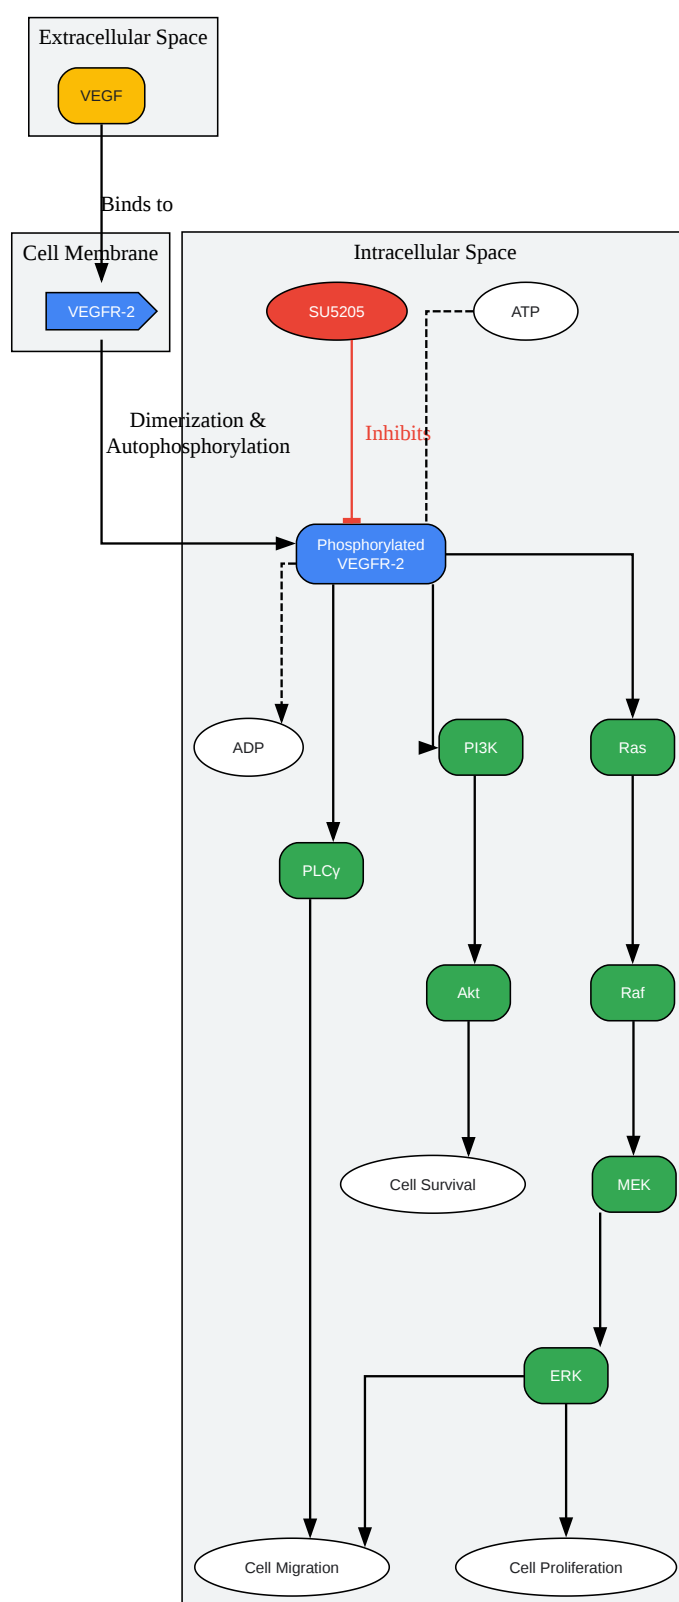 Extracellular Space
VEGF
Binds to
Cell Membrane
VEGFR-2
Intracellular Space
SU5205
ATP
Dimerization &
Autophosphorylation
Inhibits
Phosphorylated
VEGFR-2
ADP
PI3K
Ras
PLCγ
Akt
Raf
Cell Survival
MEK
ERK
Cell Migration
Cell Proliferation